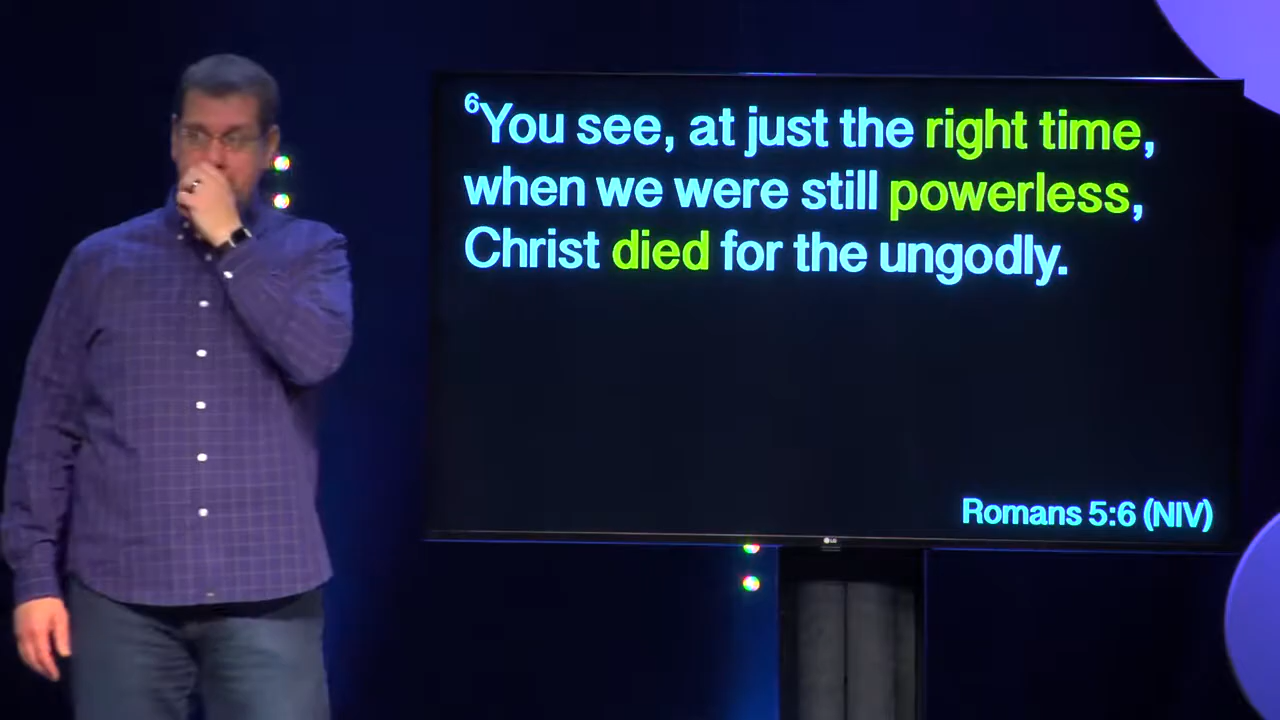 ⁶You see, at just the right time,
when we were still powerless,
Christ died for the ungodly.
Romans 5:6 (NIV)
LG